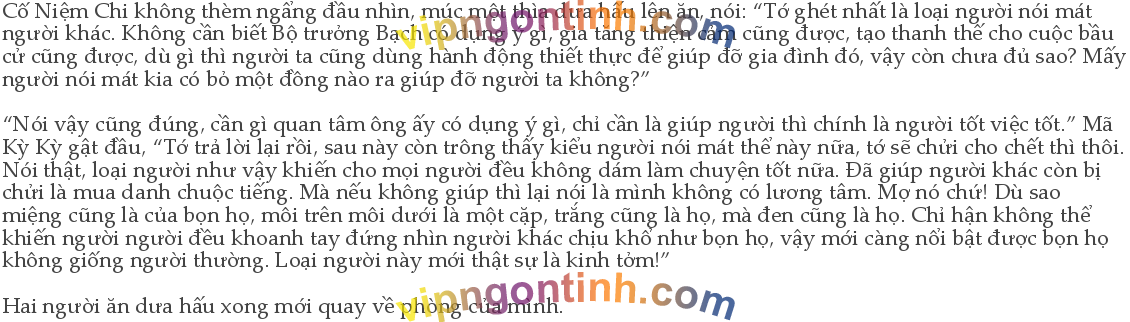 Cố Niệm Chi không thèm ngẩng đầu nhìn, múc một thìa dưa hấu lên ăn, nói: “Tớ ghét nhất là loại người nói mát
người khác. Không cần biết Bộ trưởng Bạch có dụng ý gì, gia tăng thiện cảm cũng được, tạo thanh thế cho cuộc bầu
cử cũng được, dù gì thì người ta cũng dùng hành động thiết thực để giúp đỡ gia đình đó, vậy còn chưa đủ sao? Mấy
người nói mát kia có bỏ một đồng nào ra giúp đỡ người ta không?”
“Nói vậy cũng đúng, cần gì quan tâm ông ấy có dụng ý gì, chỉ cần là giúp người thì chính là người tốt việc tốt.” Mã
Kỳ Kỳ gật đầu, “Tớ trả lời lại rồi, sau này còn trông thấy kiểu người nói mát thể này nữa, tớ sẽ chửi cho chết thì thôi.
Nói thật, loại người như vậy khiến cho mọi người đều không dám làm chuyện tốt nữa. Đã giúp người khác còn bị
chửi là mua danh chuộc tiếng. Mà nếu không giúp thì lại nói là mình không có lương tâm. Mợ nó chứ! Dù sao
miệng cũng là của bọn họ, môi trên môi dưới là một cặp, trắng cũng là họ, mà đen cũng là họ. Chỉ hận không thể
khiến người người đều khoanh tay đứng nhìn người khác chịu khổ như bọn họ, vậy mới càng nổi bật được bọn họ
không giống người thường. Loại người này mới thật sự là kinh tởm!”
Hai người ăn dưa hấu xong mới quay về phòng của mình.
vipngontinh.com
vipngontinh.com